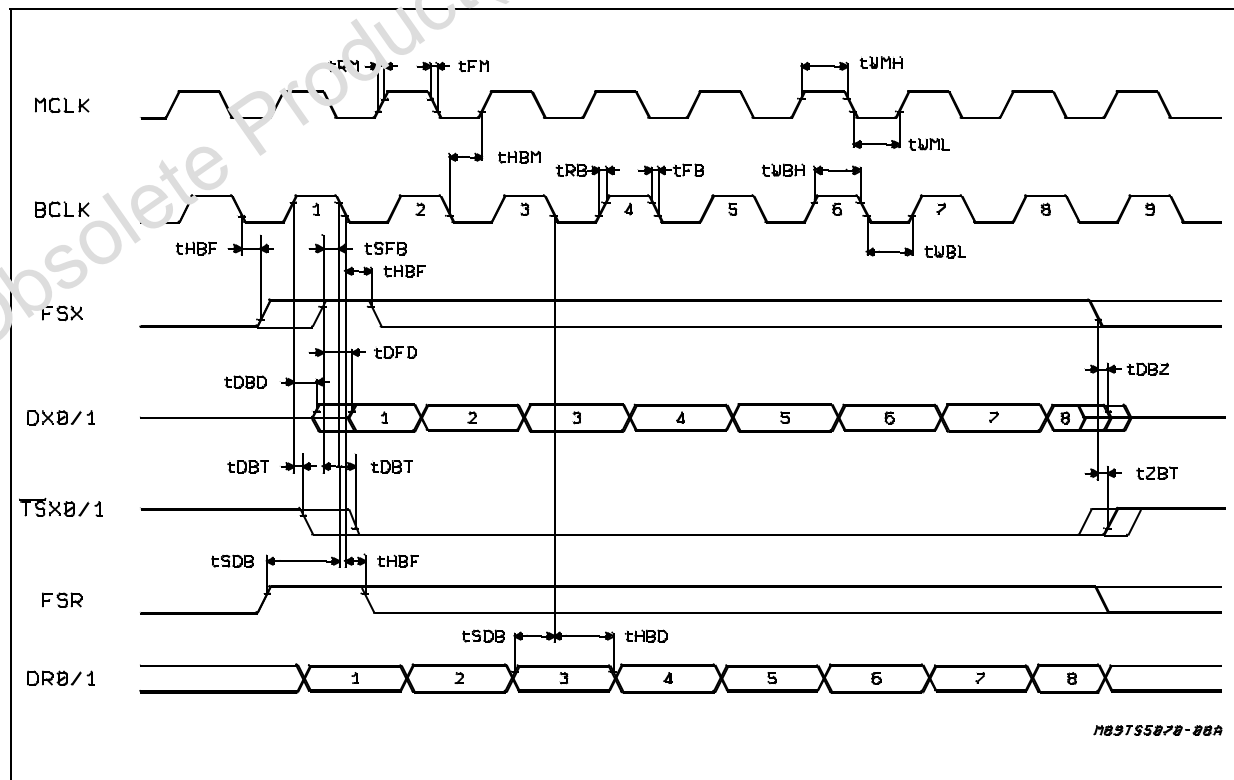 Obsolete Product(
tRM tFM tWMH
MCLK
tHBM tWML
tRB tFB tWBH
BCLK 1 2 3 4 5 6 7 8 9
tHBF tSFB tWBL
tHBF
FSX
tDFD
tDBD tDBZ
DX0/1 1 2 3 4 5 6 7 8
tDBT tDBT tZBT
TSX0/1
tSDB tHBF
FSR
tSDB tHBD
DR0/1 1 2 3 4 5 6 7 8
M89TS5070-08A